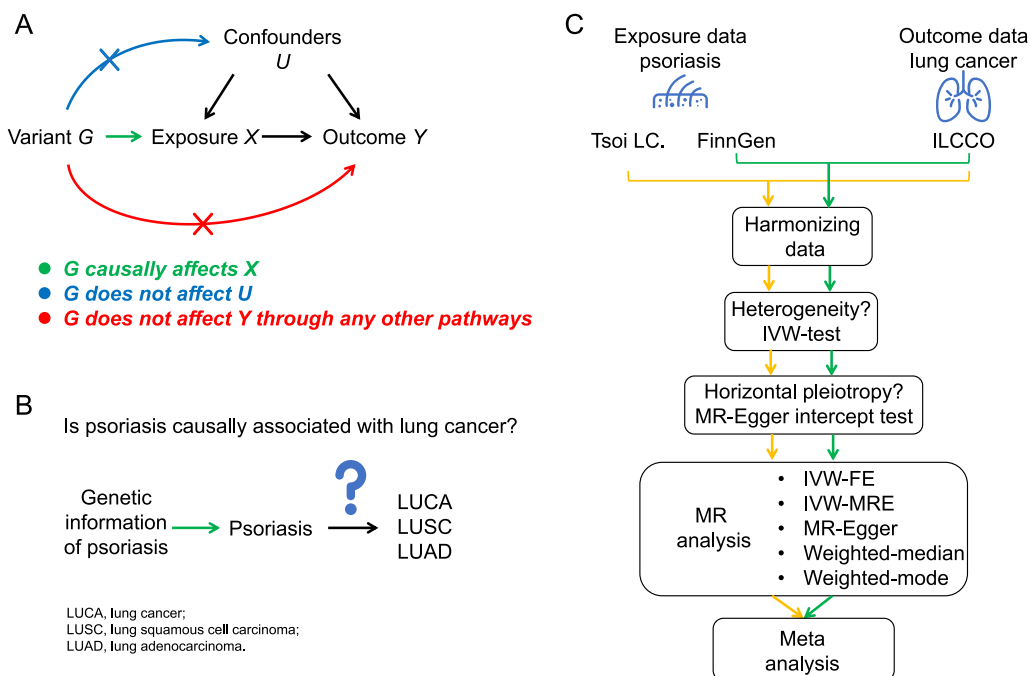 A
Confounders
U
Variant G
Exposure X
Outcome Y
G causally affects X
G does not affect U
G does not affect Y through any other pathways
B
Is psoriasis causally associated with lung cancer?
Genetic
information
of psoriasis
Psoriasis
?
LUCA
LUSC
LUAD
LUCA, lung cancer;
LUSC, lung squamous cell carcinoma;
LUAD, lung adenocarcinoma.
C
Exposure data
psoriasis
Outcome data
lung cancer
Tsoi LC.
FinnGen
ILCCO
Harmonizing
data
Heterogeneity?
IVW-test
Horizontal pleiotropy?
MR-Egger intercept test
MR
analysis
• IVW-FE
• IVW-MRE
• MR-Egger
• Weighted-median
• Weighted-mode
Meta
analysis